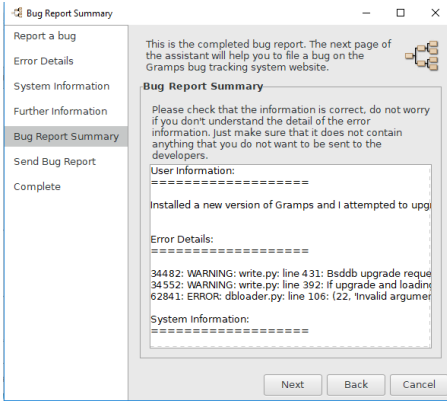 Bug Report Summary
Report a bug
Error Details
System Information
Further Information
Bug Report Summary
Send Bug Report
Complete
This is the completed bug report. The next page of
the assistant will help you to file a bug on the
Gramps bug tracking system website.
Bug Report Summary
Please check that the information is correct, do not worry
if you don't understand the detail of the error
information. Just make sure that it does not contain
anything that you do not want to be sent to the
developers.
User Information:
===================
Installed a new version of Gramps and I attempted to upg
Error Details:
===================
34482: WARNING: write.py: line 431: Bsddb upgrade reque
34552: WARNING: write.py: line 392: If upgrade and loading
62841: ERROR: dbloader.py: line 106: (22, 'Invalid argumer
System Information:
===================
Next
Back
Cancel